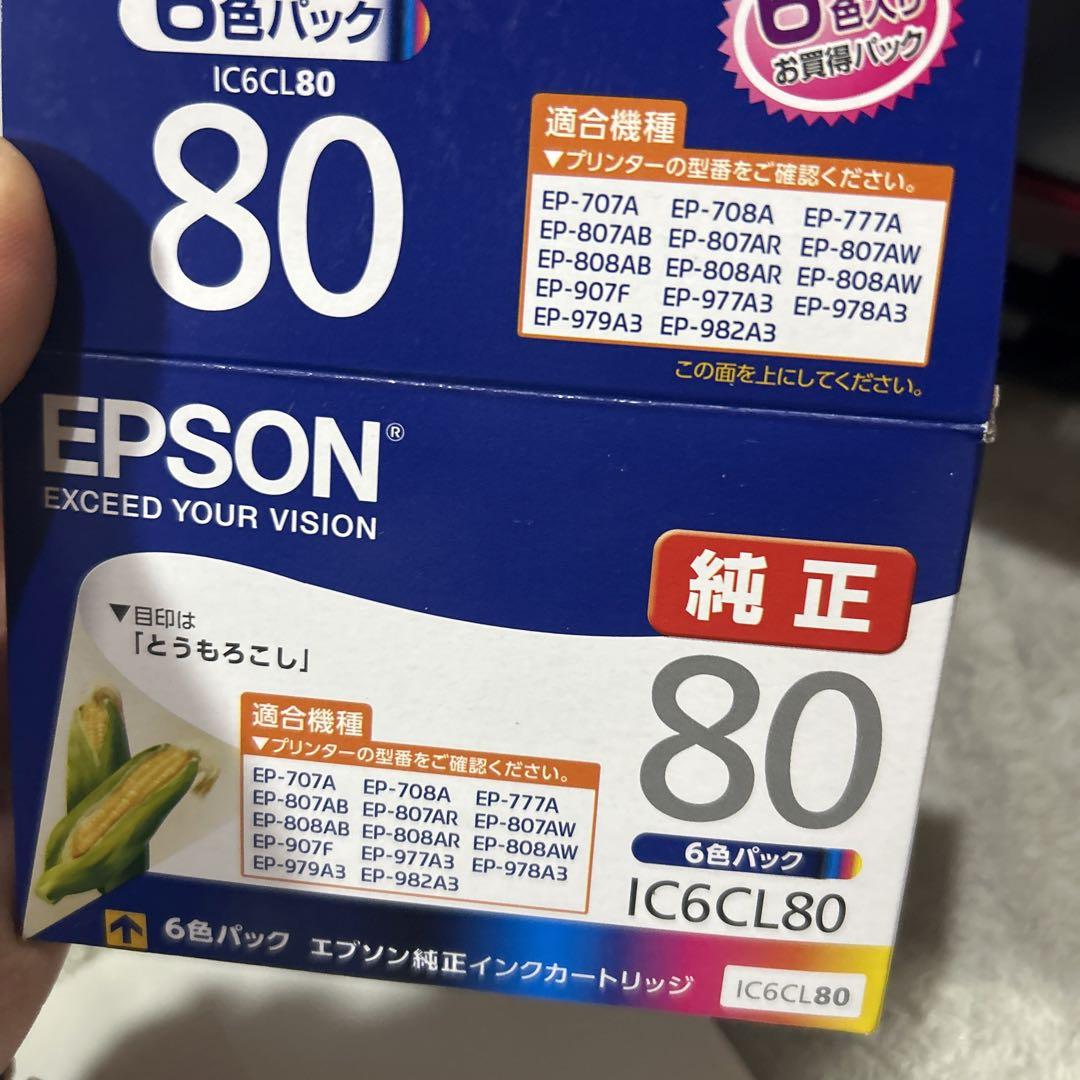 6色パック
IC6CL80
80
6色入り
お買得パック
適合機種
▼プリンターの型番をご確認ください。
EP-707A EP-708A EP-777A
EP-807AB EP-807AR EP-807AW
EP-808AB EP-808AR EP-808AW
EP-907F EP-977A3 EP-978A3
EP-979A3 EP-982A3
この面を上にしてください。
EPSON®
EXCEED YOUR VISION
純正
▼目印は
「とうもろこし」
適合機種
▼プリンターの型番をご確認ください。
EP-707A EP-708A EP-777A
EP-807AB EP-807AR EP-807AW
EP-808AB EP-808AR EP-808AW
EP-907F EP-977A3 EP-978A3
EP-979A3 EP-982A3
80
6色パック
IC6CL80
6色パック エプソン純正インクカートリッジ
IC6CL80